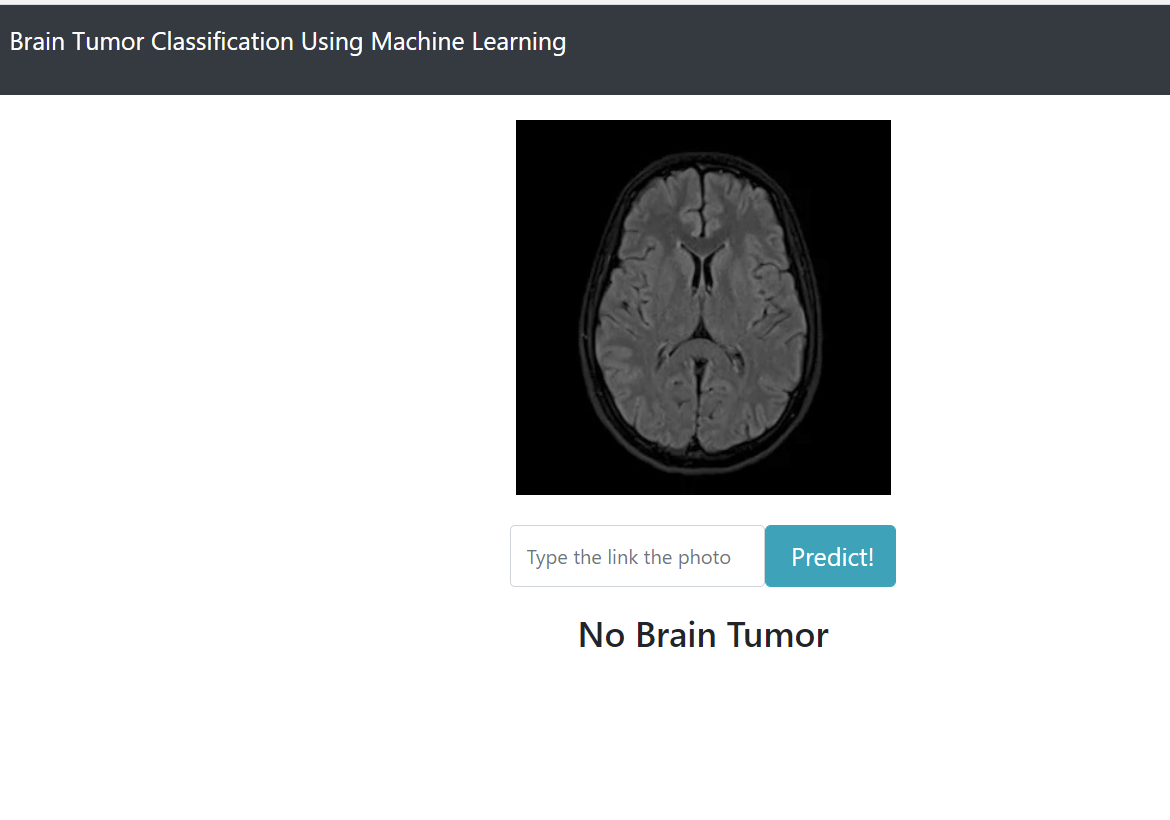 Brain Tumor Classification Using Machine Learning
Type the link the photo
Predict!
No Brain Tumor